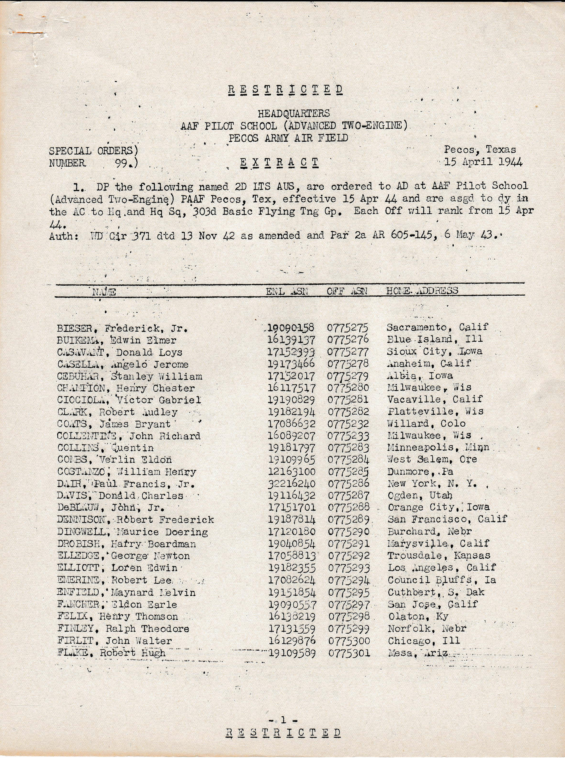 RESTRICTED
HEADQUARTERS
AAF PILOT SCHOOL (ADVANCED TWO-ENGINE)
PECOS ARMY AIR FIELD
SPECIAL ORDERS) Pecos, Texas
NUMBER 99.) EXTRACT 15 April 1944
1. DP the following named 2D LTS AUS, are ordered to AD at AAF Pilot School
(Advanced Two-Engine) PAAF Pecos, Tex, effective 15 Apr 44 and are asgd to dy in
the AC to Hq and Hq Sq, 303d Basic Flying Tng Gp. Each Off will rank from 15 Apr
44.
Auth: WD Cir 371 dtd 13 Nov 42 as amended and Par 2a AR 605-145, 6 May 43.
NAME ENL ASN OFF ASN HOME ADDRESS
BIESER, Frederick, Jr. 19090158 0775275 Sacramento, Calif
BUIKEMA, Edwin Elmer 16139137 0775276 Blue Island, Ill
CASAVANT, Donald Loys 17152393 0775277 Sioux City, Iowa
CASELLA, Angelo Jerome 19173466 0775278 Anaheim, Calif
CEBUHAR, Stanley William 17152017 0775279 Albia, Iowa
CHAMPION, Henry Chester 16117517 0775280 Milwaukee, Wis
CIOCIOLA, Victor Gabriel 19190829 0775281 Vacaville, Calif
CLARK, Robert Audley 19182194 0775282 Platteville, Wis
COATS, James Bryant 17086632 0775232 Willard, Colo
COLLENTINE, John Richard 16089207 0775233 Milwaukee, Wis
COLLINS, Quentin 19181797 0775283 Minneapolis, Minn
COMBS, Verlin Eldon 19109965 0775284 West Salem, Ore
COSTANZO, William Henry 12163100 0775285 Dunmore, Pa
DAIR, Paul Francis, Jr. 32216240 0775286 New York, N. Y.
DAVIS, Donald Charles 19116432 0775287 Ogden, Utah
DeBLAUW, John, Jr. 17151701 0775288 Orange City, Iowa
DENNISON, Robert Frederick 19187814 0775289 San Francisco, Calif
DINGWELL, Maurice Doering 17120180 0775290 Burchard, Nebr
DROBISH, Harry Boardman 19040854 0775291 Marysville, Calif
ELLEDGE, George Newton 17058813 0775292 Trousdale, Kansas
ELLIOTT, Loren Edwin 19182355 0775293 Los Angeles, Calif
EMERINE, Robert Lee 17082624 0775294 Council Bluffs, Ia
ENFIELD, Maynard Melvin 19151854 0775295 Cuthbert, S. Dak
FANCHER, Eldon Earle 19090557 0775297 San Jose, Calif
FELIX, Henry Thomson 16138219 0775298 Olaton, Ky
FINLEY, Ralph Theodore 17131559 0775299 Norfolk, Nebr
FIRLIT, John Walter 16129876 0775300 Chicago, Ill
FLAKE, Robert Hugh 19109589 0775301 Mesa, Ariz
- 1 -
RESTRICTED